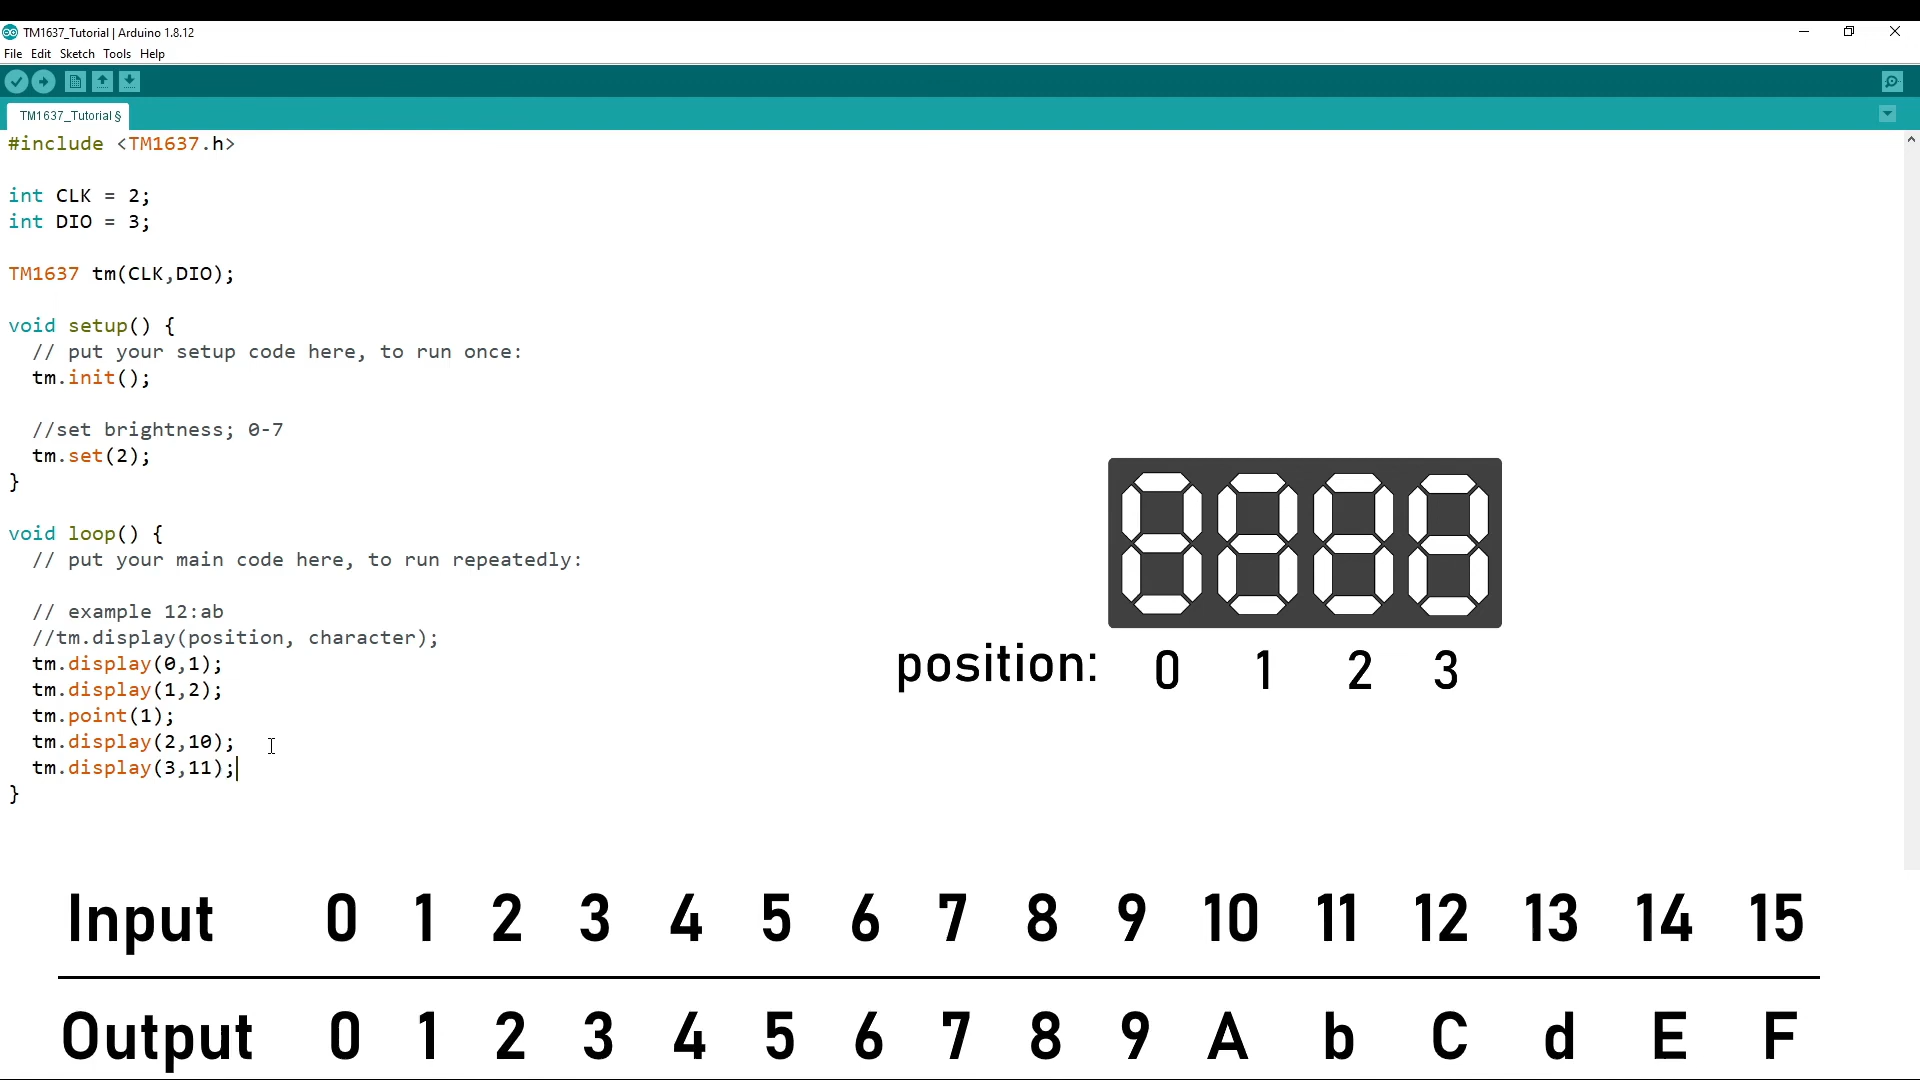 TM1637_Tutorial | Arduino 1.8.12
File Edit Sketch Tools Help
TM1637_Tutorial §
#include <TM1637.h>
int CLK = 2;
int DIO = 3;
TM1637 tm(CLK,DIO);
void setup() {
// put your setup code here, to run once:
tm.init();
//set brightness; 0-7
tm.set(2);
}
void loop() {
// put your main code here, to run repeatedly:
// example 12:ab
//tm.display(position, character);
tm.display(0,1);
tm.display(1,2);
tm.point(1);
tm.display(2,10);
tm.display(3,11);
}
position: 0 1 2 3
Input 0 1 2 3 4 5 6 7 8 9 10 11 12 13 14 15
Output 0 1 2 3 4 5 6 7 8 9 A b C d E F